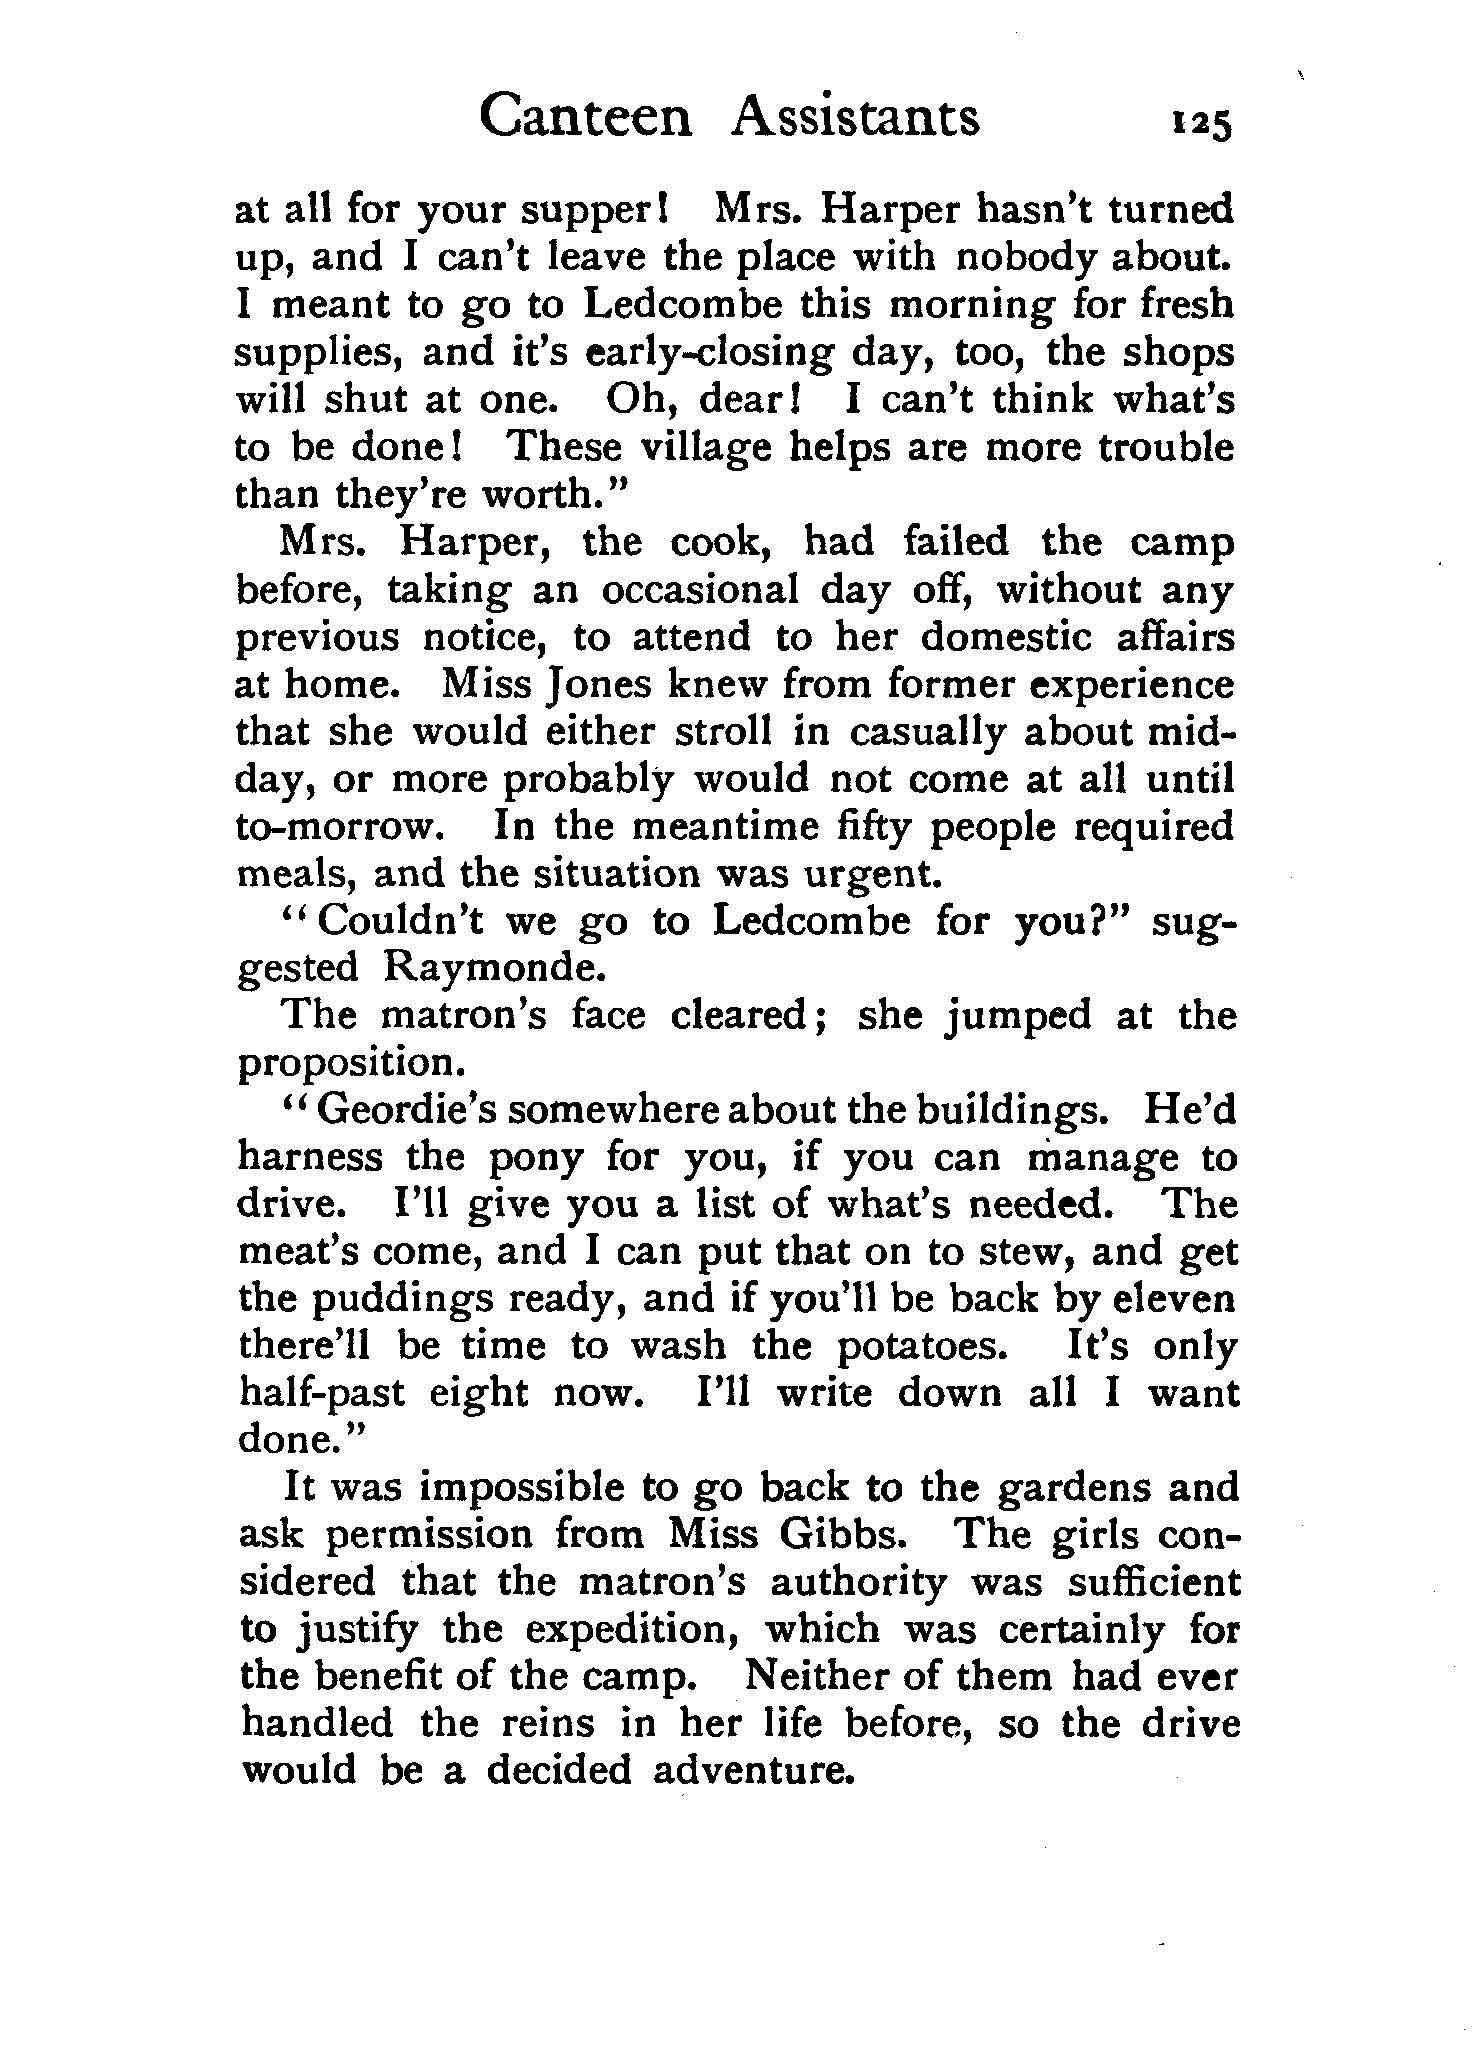 Canteen Assistants 125
at all for your supper! Mrs. Harper hasn't turned
up, and I can't leave the place with nobody about.
I meant to go to Ledcombe this morning for fresh
supplies, and it's early-closing day, too, the shops
will shut at one. Oh, dear! I can't think what's
to be done! These village helps are more trouble
than they're worth."
Mrs. Harper, the cook, had failed the camp
before, taking an occasional day off, without any
previous notice, to attend to her domestic affairs
at home. Miss Jones knew from former experience
that she would either stroll in casually about mid-
day, or more probably would not come at all until
to-morrow. In the meantime fifty people required
meals, and the situation was urgent.
"Couldn't we go to Ledcombe for you?" sug-
gested Raymonde.
The matron's face cleared; she jumped at the
proposition.
"Geordie's somewhere about the buildings. He'd
harness the pony for you, if you can manage to
drive. I'll give you a list of what's needed. The
meat's come, and I can put that on to stew, and get
the puddings ready, and if you'll be back by eleven
there'll be time to wash the potatoes. It's only
half-past eight now. I'll write down all I want
done."
It was impossible to go back to the gardens and
ask permission from Miss Gibbs. The girls con-
sidered that the matron's authority was sufficient
to justify the expedition, which was certainly for
the benefit of the camp. Neither of them had ever
handled the reins in her life before, so the drive
would be a decided adventure.